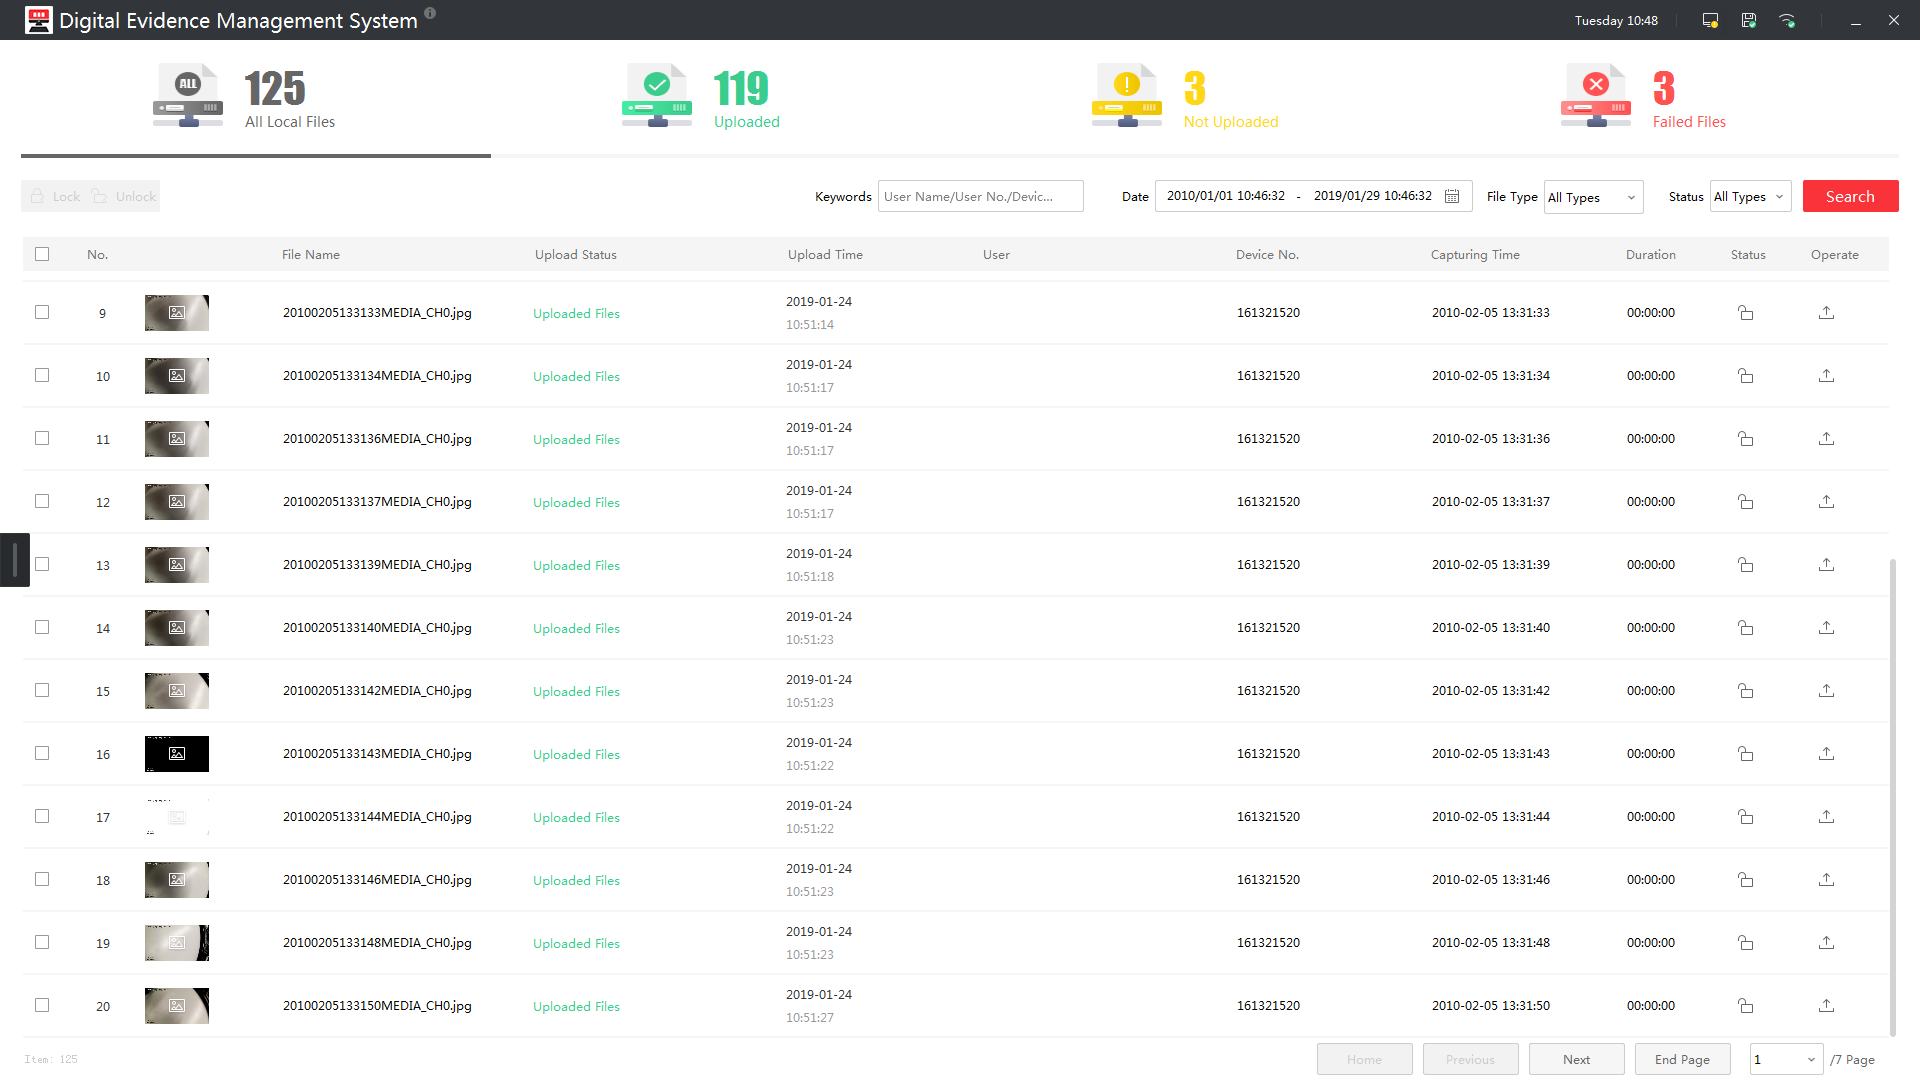 Digital Evidence Management System
Tuesday 10:48
ALL
125
All Local Files
119
Uploaded
3
Not Uploaded
3
Failed Files
Lock Unlock
Keywords User Name/User No./Devic...
Date 2010/01/01 10:46:32 - 2019/01/29 10:46:32
File Type All Types
Status All Types
Search
No. File Name Upload Status Upload Time User Device No. Capturing Time Duration Status Operate
9 20100205133133MEDIA_CH0.jpg Uploaded Files 2019-01-24 10:51:14 161321520 2010-02-05 13:31:33 00:00:00
10 20100205133134MEDIA_CH0.jpg Uploaded Files 2019-01-24 10:51:17 161321520 2010-02-05 13:31:34 00:00:00
11 20100205133136MEDIA_CH0.jpg Uploaded Files 2019-01-24 10:51:17 161321520 2010-02-05 13:31:36 00:00:00
12 20100205133137MEDIA_CH0.jpg Uploaded Files 2019-01-24 10:51:17 161321520 2010-02-05 13:31:37 00:00:00
13 20100205133139MEDIA_CH0.jpg Uploaded Files 2019-01-24 10:51:18 161321520 2010-02-05 13:31:39 00:00:00
14 20100205133140MEDIA_CH0.jpg Uploaded Files 2019-01-24 10:51:23 161321520 2010-02-05 13:31:40 00:00:00
15 20100205133142MEDIA_CH0.jpg Uploaded Files 2019-01-24 10:51:23 161321520 2010-02-05 13:31:42 00:00:00
16 20100205133143MEDIA_CH0.jpg Uploaded Files 2019-01-24 10:51:22 161321520 2010-02-05 13:31:43 00:00:00
17 20100205133144MEDIA_CH0.jpg Uploaded Files 2019-01-24 10:51:22 161321520 2010-02-05 13:31:44 00:00:00
18 20100205133146MEDIA_CH0.jpg Uploaded Files 2019-01-24 10:51:23 161321520 2010-02-05 13:31:46 00:00:00
19 20100205133148MEDIA_CH0.jpg Uploaded Files 2019-01-24 10:51:23 161321520 2010-02-05 13:31:48 00:00:00
20 20100205133150MEDIA_CH0.jpg Uploaded Files 2019-01-24 10:51:27 161321520 2010-02-05 13:31:50 00:00:00
Item: 125
Home Previous Next End Page 1 /7 Page